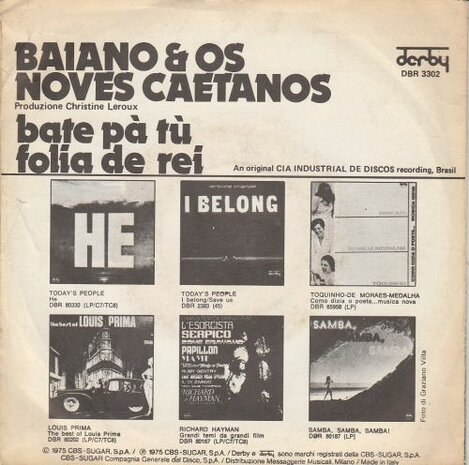 BAIANO & OS
NOVES CAETANOS
derby
DBR 3302
Produzione Christine Leroux
bate pà tù
folia de rei
An original CIA INDUSTRIAL DE DISCOS recording, Brasil
HE
TODAY'S PEOPLE
He
DBR 60330 (LP/C7/TC8)
I BELONG
TODAY'S PEOPLE
I belong/Save us
DBR 2283 (45)
TOQUINHO-DE MORAES-MEDALHA
Como dizia o poeta...musica nova
DBR 65958 (LP)
the best of LOUIS PRIMA
LOUIS PRIMA
The best of Louis Prima
DBR 80202 (LP/C7/TC8)
L'ESORCISTA
SERPICO
PAPILLON
RICHARD
HAYMAN
RICHARD HAYMAN
Grandi temi da grandi film
DBR 80167 (LP/C7/TC8)
SAMBA,
SAMBA, SAMBA, SAMBA!
DBR 80187 (LP)
Foto di Graziano Villa
© 1975 CBS - SUGAR, S.p.A. / ℗ 1975 CBS - SUGAR, S.p.A. / Derby e derby sono marchi registrati della CBS - SUGAR, S.p.A.
CBS - SUGAR Compagnia Generale del Disco, S.p.A. / Distribuzione Messaggerie Musicali, Milano / Made in Italy